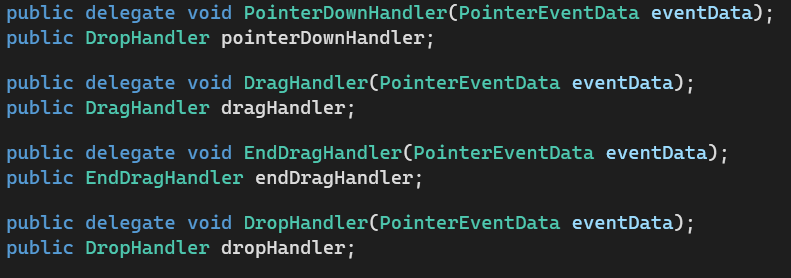 public delegate void PointerDownHandler(PointerEventData eventData);
public DropHandler pointerDownHandler;
public delegate void DragHandler(PointerEventData eventData);
public DragHandler dragHandler;
public delegate void EndDragHandler(PointerEventData eventData);
public EndDragHandler endDragHandler;
public delegate void DropHandler(PointerEventData eventData);
public DropHandler dropHandler;